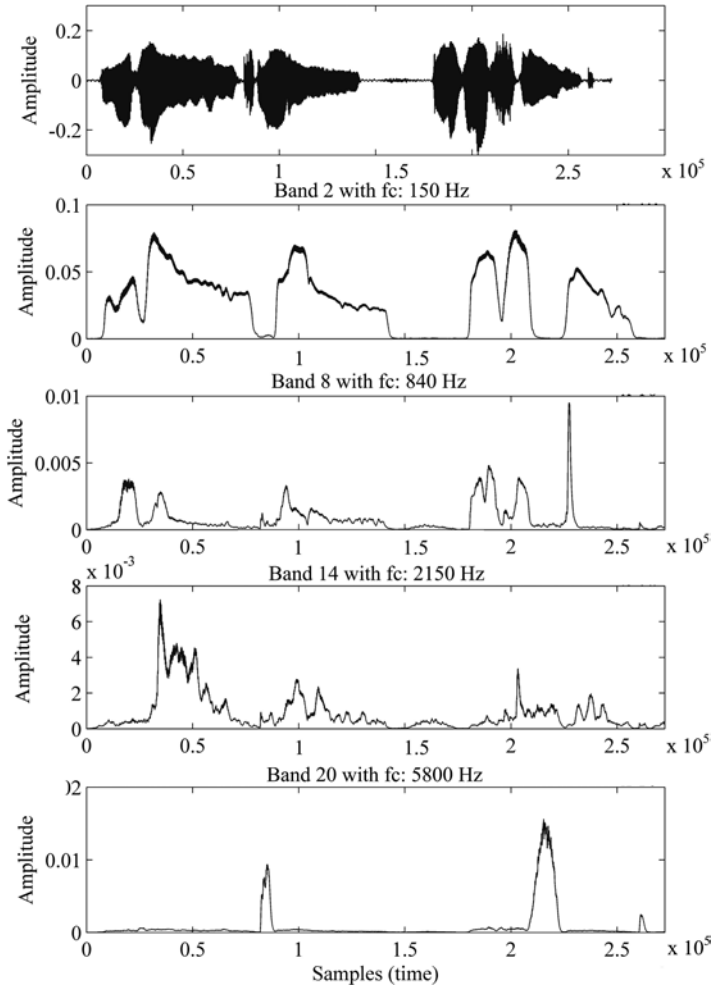 0.2
0
-0.2
Amplitude
0 0.5 1 1.5 2 2.5 x 10^5
Band 2 with fc: 150 Hz
0.1
0.05
0
Amplitude
0 0.5 1 1.5 2 2.5 x 10^5
Band 8 with fc: 840 Hz
0.01
0.005
0
Amplitude
0 0.5 1 1.5 2 2.5 x 10^5
x 10^-3 Band 14 with fc: 2150 Hz
8
6
4
2
0
Amplitude
0 0.5 1 1.5 2 2.5 x 10^5
Band 20 with fc: 5800 Hz
02
0.01
0
Amplitude
0 0.5 1 1.5 2 2.5 x 10^5
Samples (time)